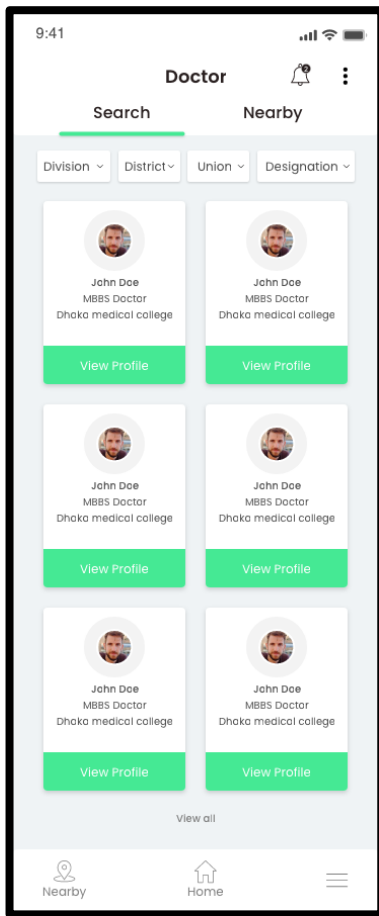 9:41
Doctor
2
Search Nearby
Division District Union Designation
John Doe John Doe
MBBS Doctor MBBS Doctor
Dhaka medical college Dhaka medical college
View Profile View Profile
John Doe John Doe
MBBS Doctor MBBS Doctor
Dhaka medical college Dhaka medical college
View Profile View Profile
John Doe John Doe
MBBS Doctor MBBS Doctor
Dhaka medical college Dhaka medical college
View Profile View Profile
View all
Nearby Home